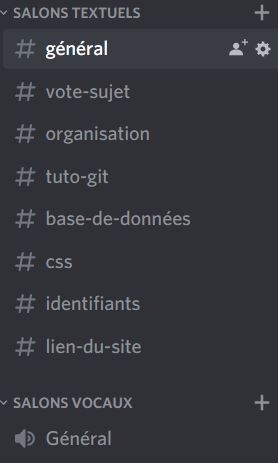 SALONS TEXTUELS
# général
# vote-sujet
# organisation
# tuto-git
# base-de-données
# css
# identifiants
# lien-du-site
SALONS VOCAUX
Général